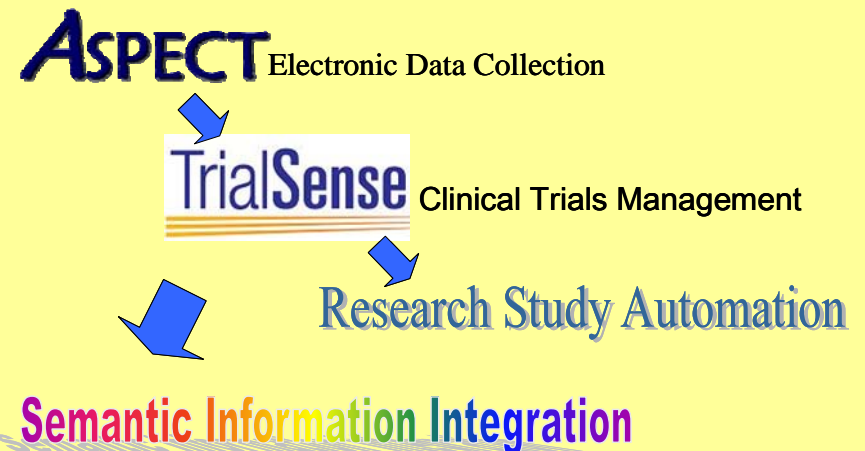 ASPECT Electronic Data Collection
TrialSense Clinical Trials Management
Research Study Automation
Semantic Information Integration